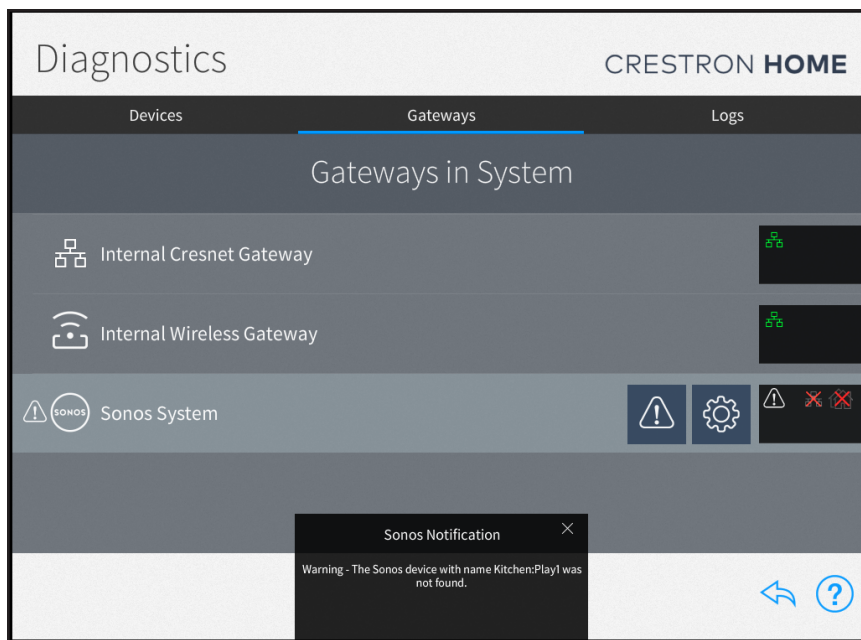 Diagnostics
CRESTRON HOME
Devices
Gateways
Logs
Gateways in System
Internal Cresnet Gateway
Internal Wireless Gateway
SONOS
Sonos System
Sonos Notification
Warning - The Sonos device with name Kitchen:Play1 was
not found.
?